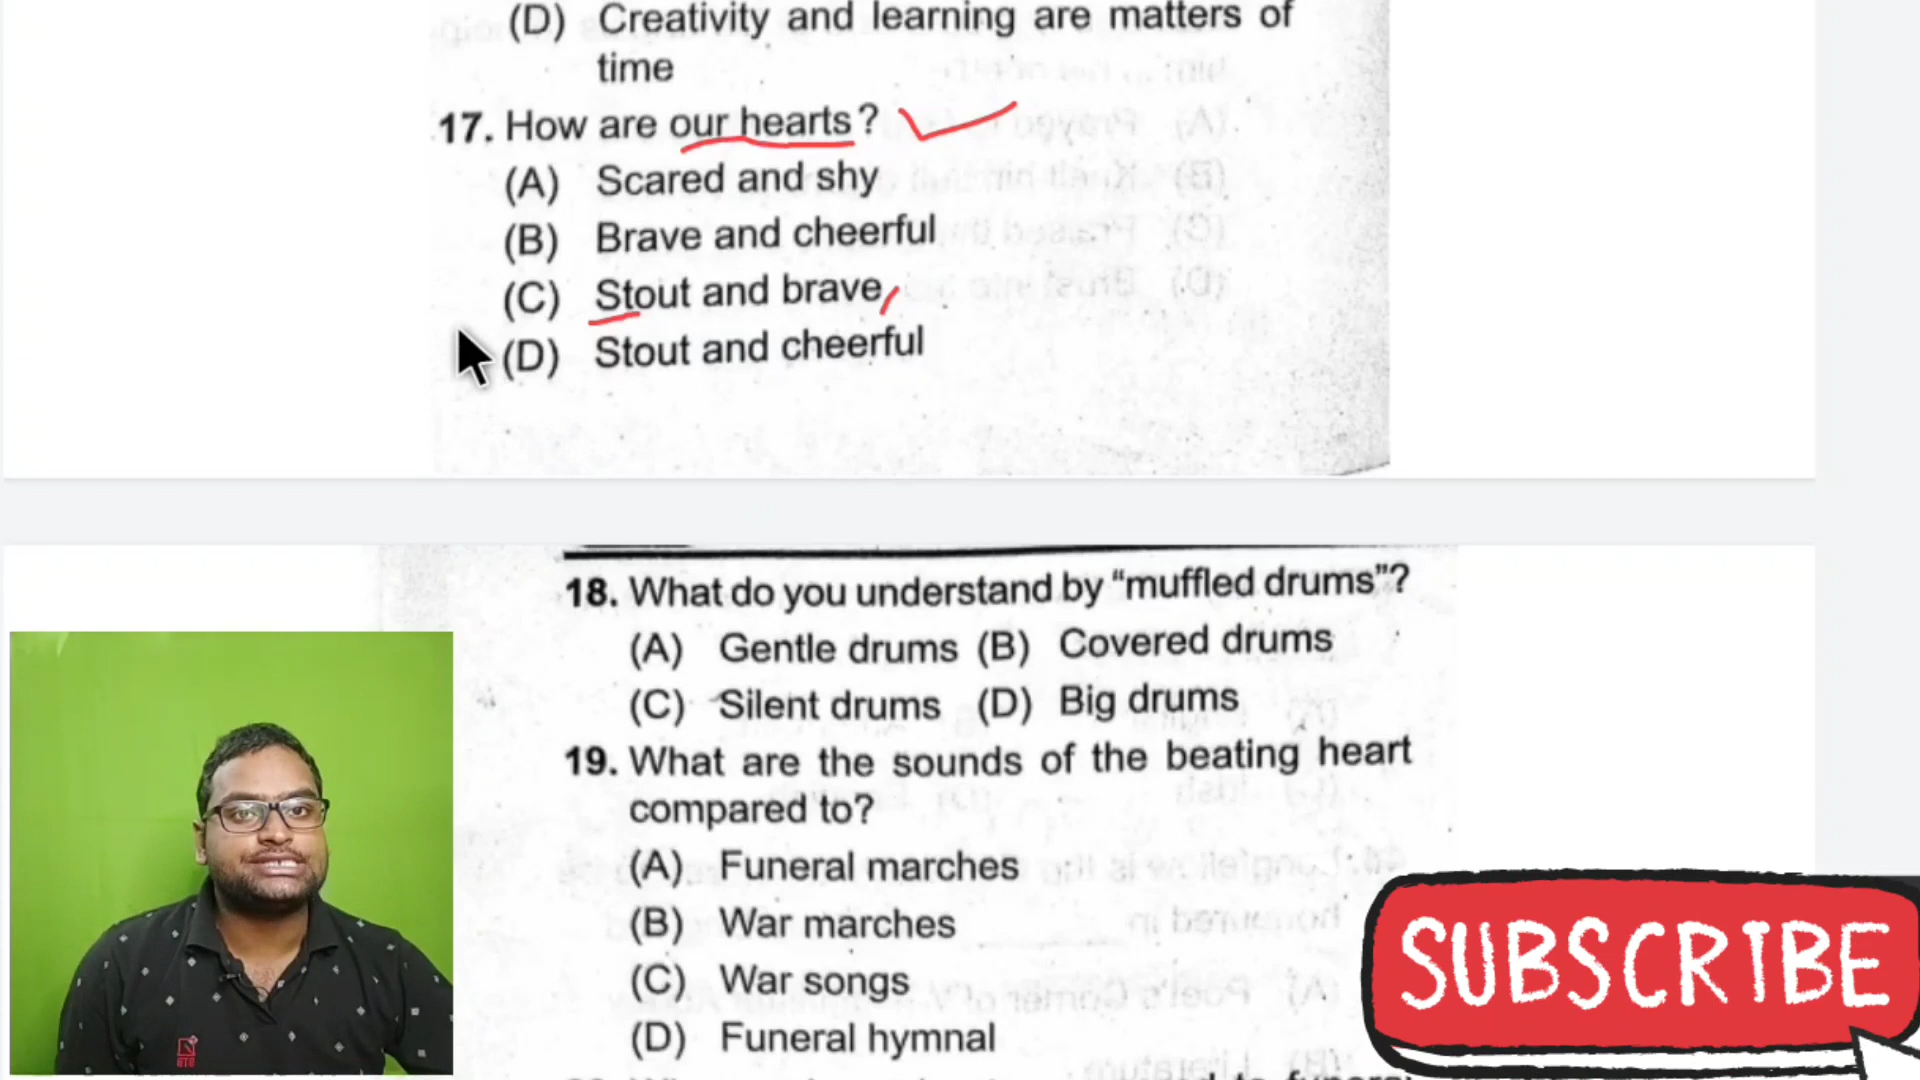 (D) Creativity and learning are matters of
time
17. How are our hearts?
(A) Scared and shy
(B) Brave and cheerful
(C) Stout and brave
(D) Stout and cheerful
18. What do you understand by “muffled drums”?
(A) Gentle drums (B) Covered drums
(C) Silent drums (D) Big drums
19. What are the sounds of the beating heart
compared to?
(A) Funeral marches
(B) War marches
(C) War songs
(D) Funeral hymnal
SUBSCRIBE